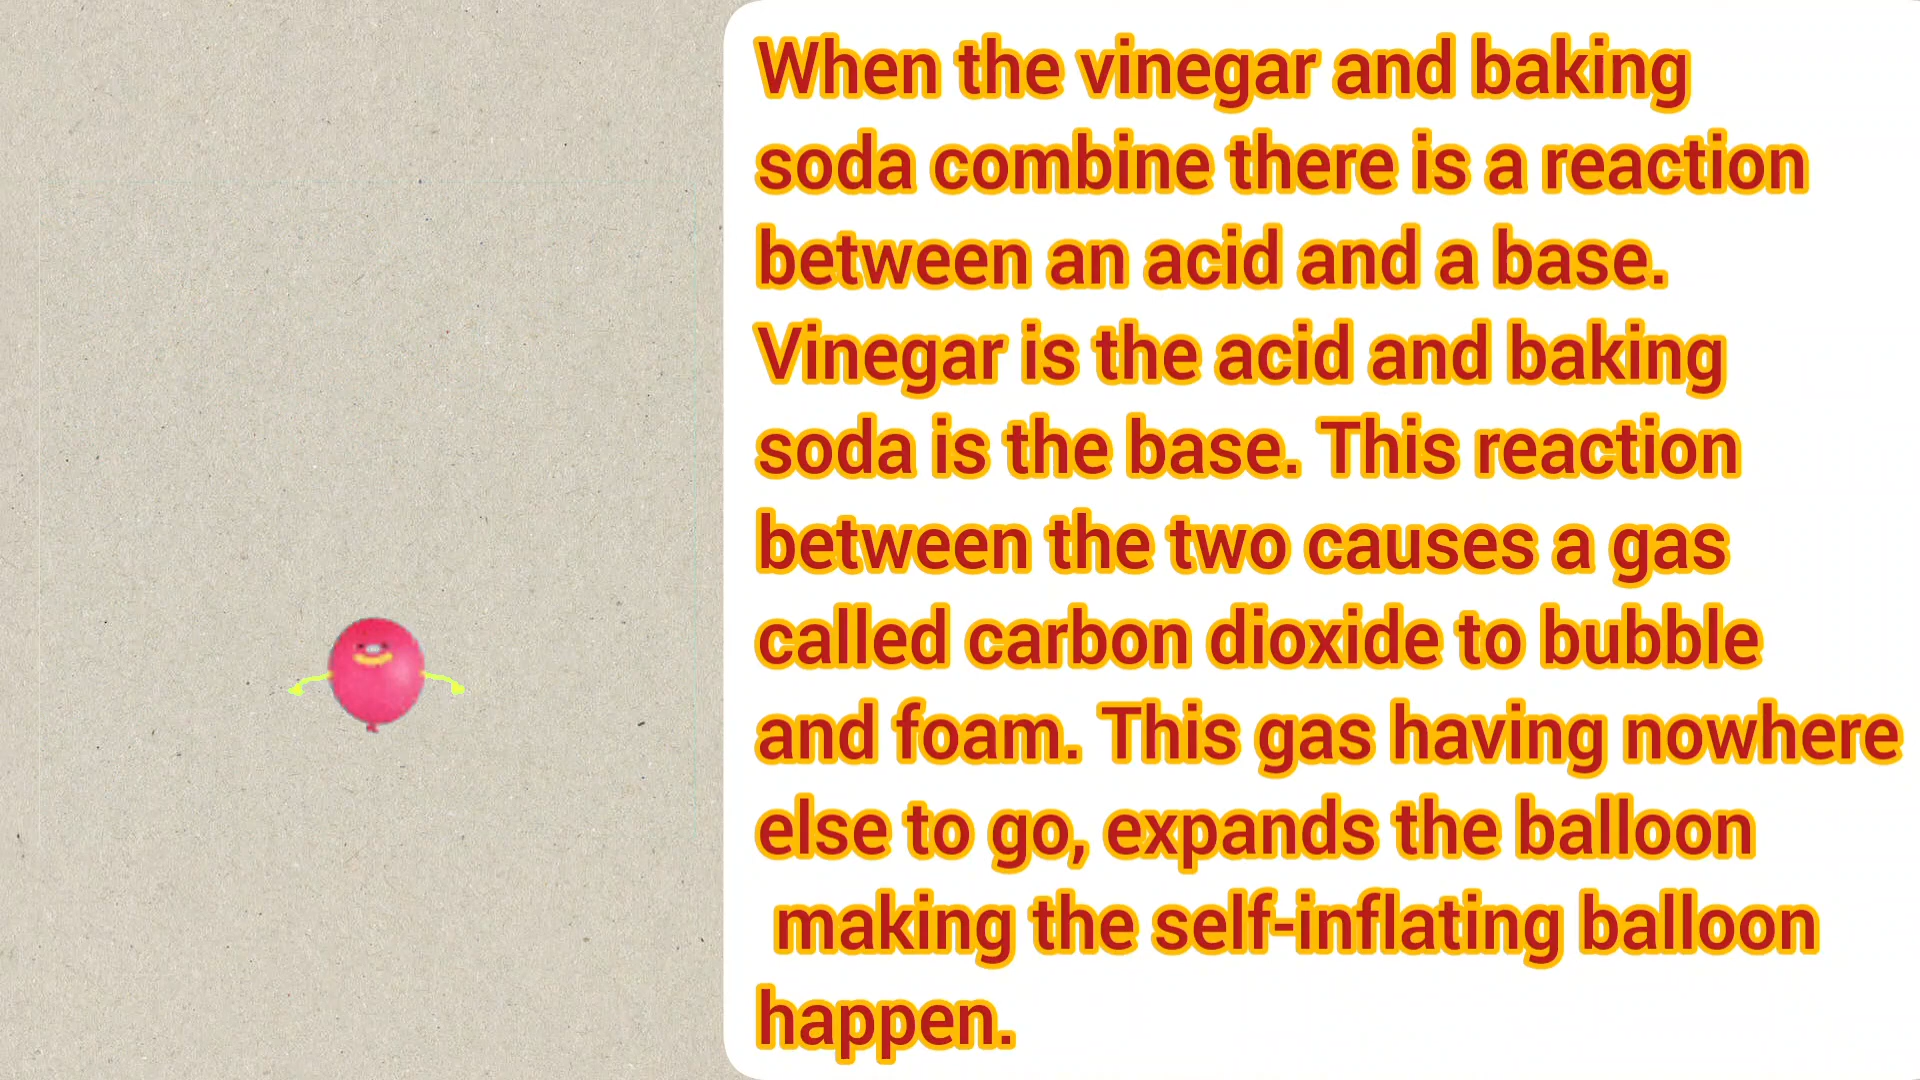 When the vinegar and baking
soda combine there is a reaction
between an acid and a base.
Vinegar is the acid and baking
soda is the base. This reaction
between the two causes a gas
called carbon dioxide to bubble
and foam. This gas having nowhere
else to go, expands the balloon
making the self-inflating balloon
happen.